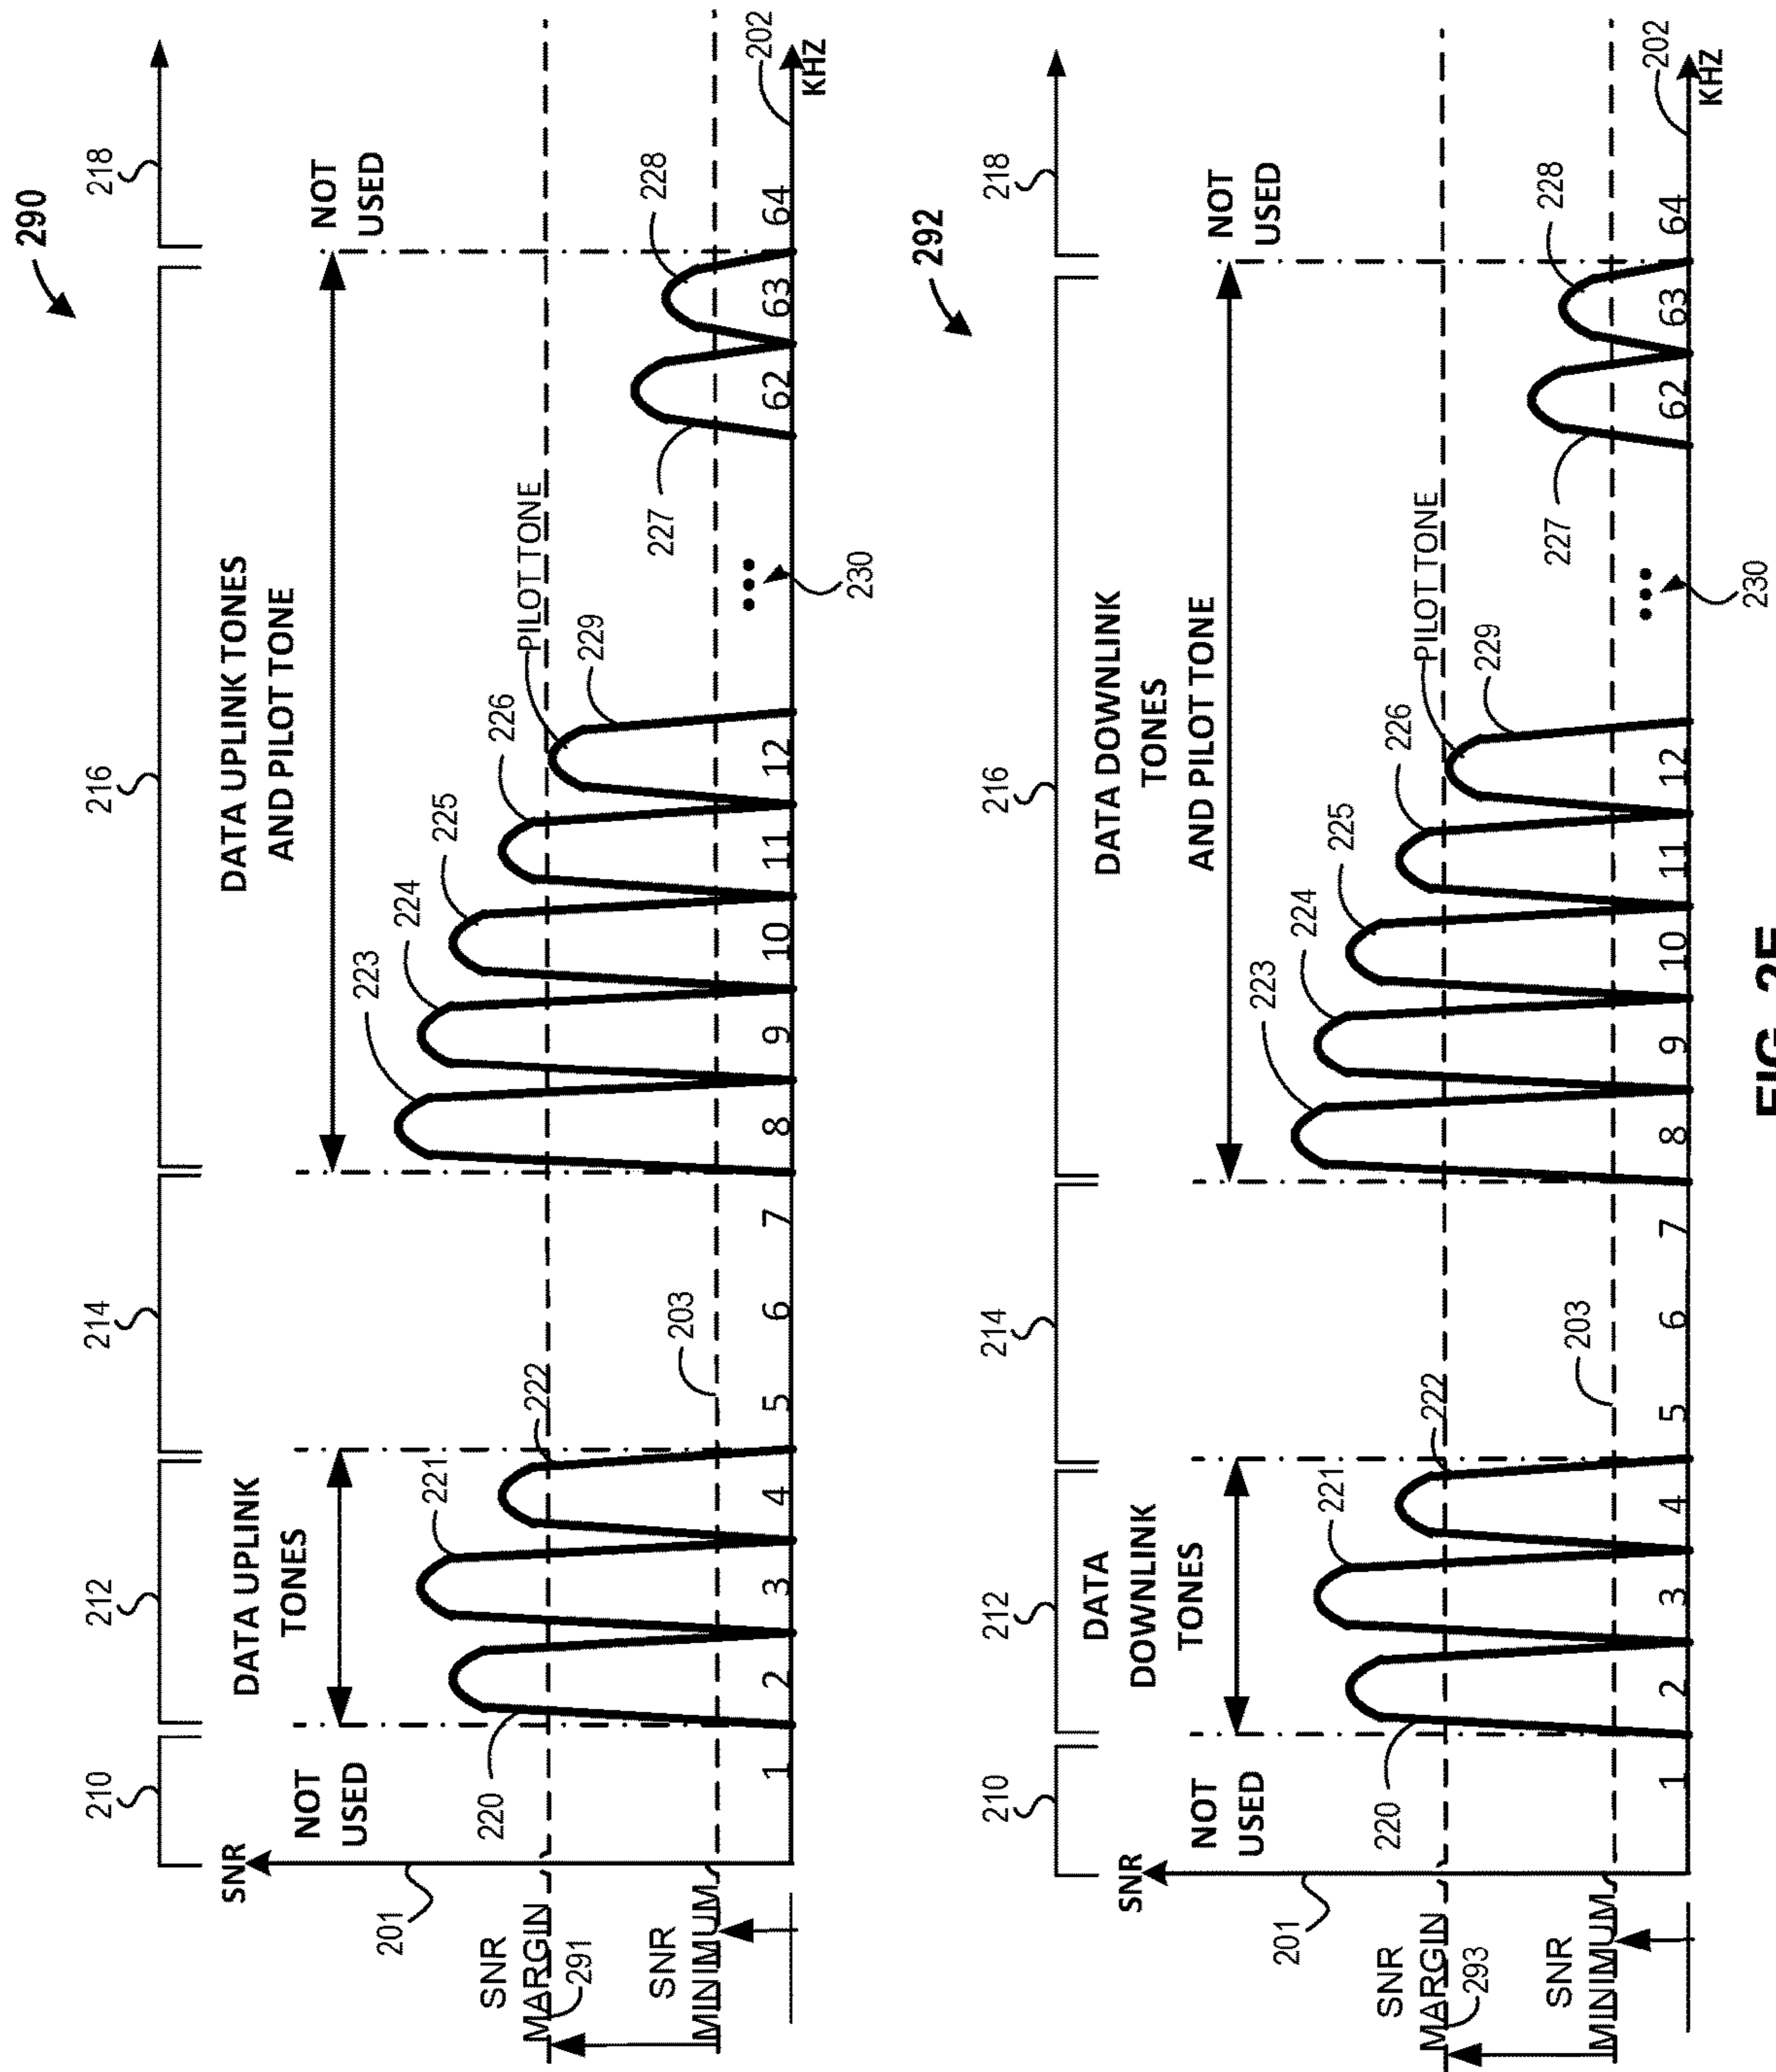 290
210
212
214
216
218
SNR
NOT
USED
DATA UPLINK
TONES
DATA UPLINK TONES
AND PILOT TONE
NOT
USED
201
220
221
222
223
224
225
226
PILOT TONE
229
227
228
SNR
MARGIN
291
SNR
MINIMUM
203
230
202
1 2 3 4 5 6 7 8 9 10 11 12 62 63 64
KHZ
292
210
212
214
216
218
SNR
NOT
USED
DATA
DOWNLINK
TONES
DATA DOWNLINK
TONES
AND PILOT TONE
NOT
USED
201
220
221
222
223
224
225
226
PILOT TONE
229
227
228
SNR
MARGIN
293
SNR
MINIMUM
203
230
202
1 2 3 4 5 6 7 8 9 10 11 12 62 63 64
KHZ
FIG.